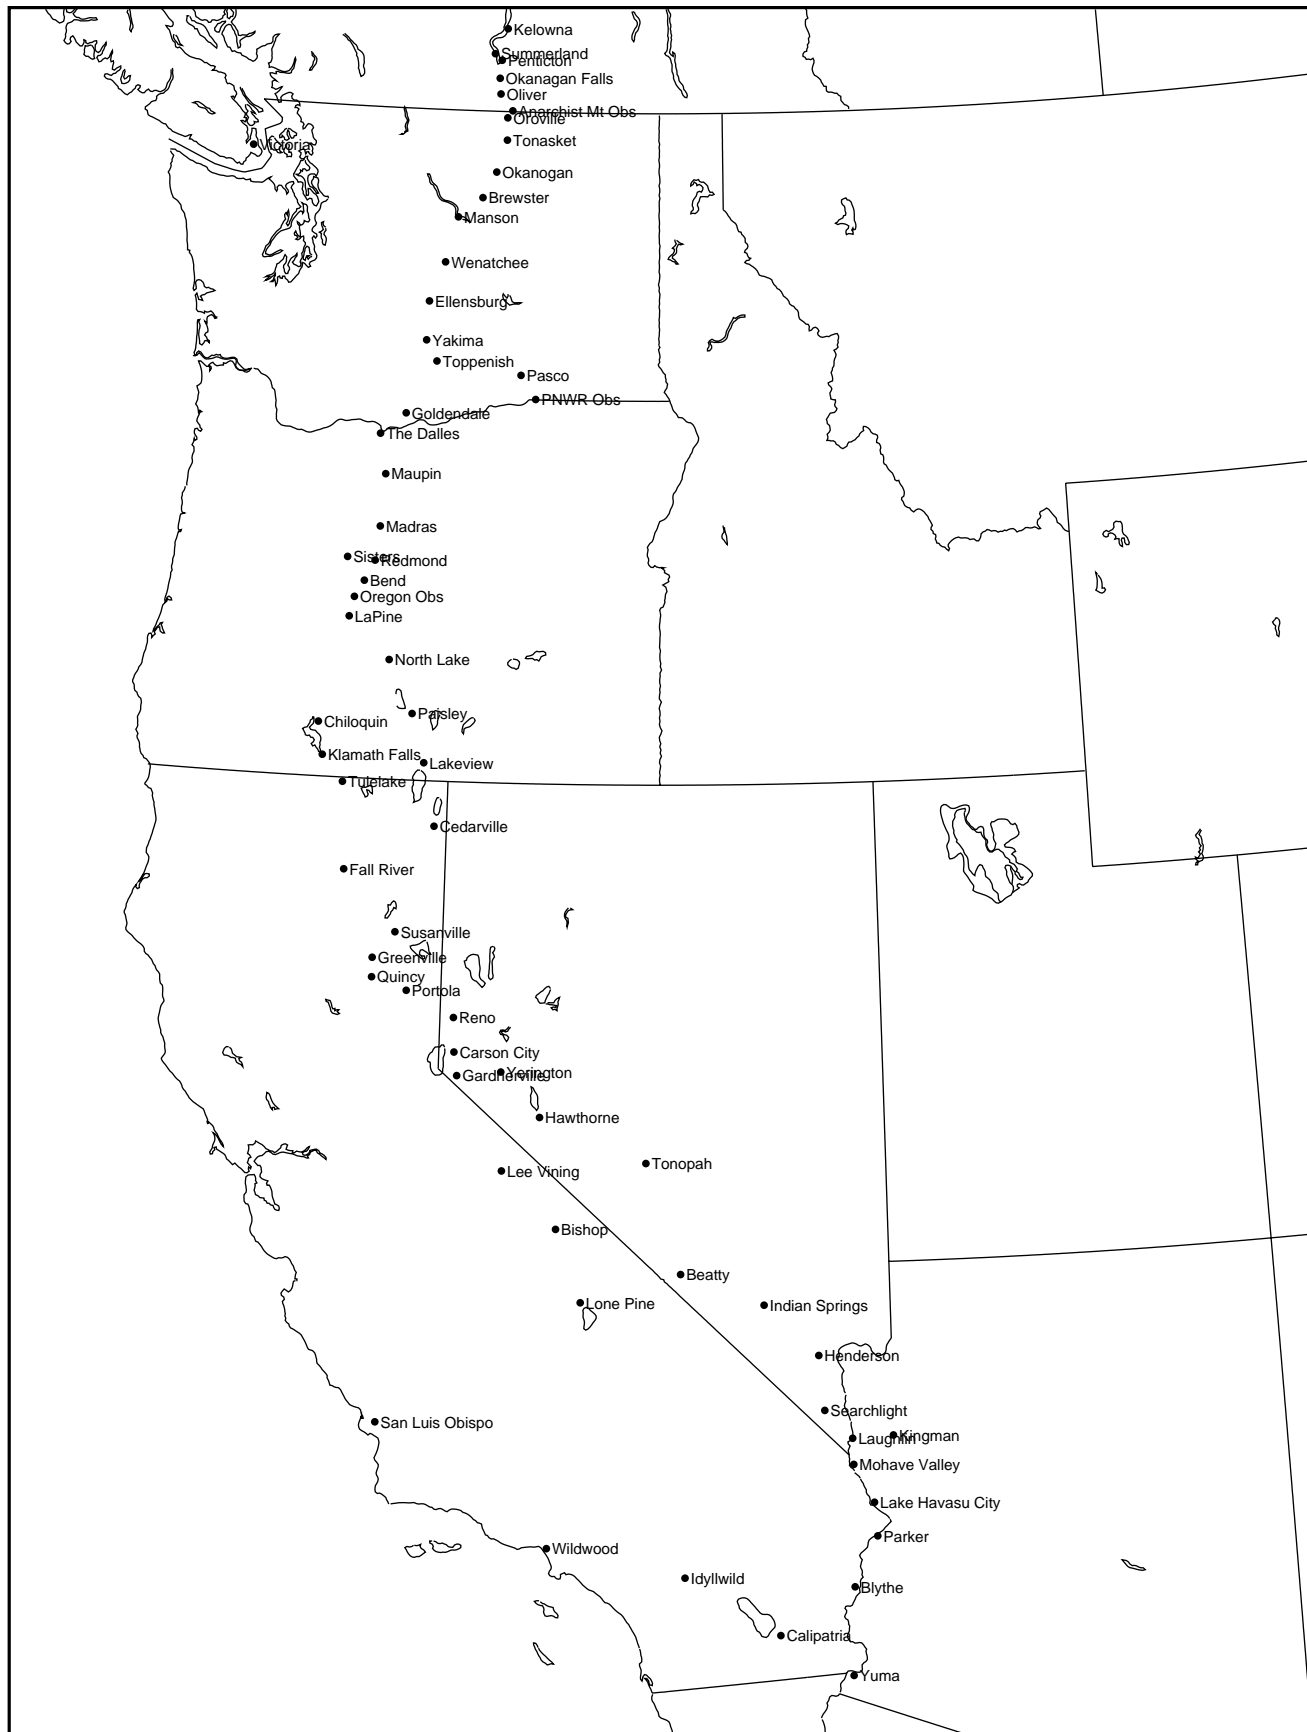 Kelowna
Summerland
Penticton
Okanagan Falls
Oliver
Anarchist Mt Obs
Oroville
Tonasket
Victoria
Okanogan
Brewster
Manson
Wenatchee
Ellensburg
Yakima
Toppenish
Pasco
PNWR Obs
Goldendale
The Dalles
Maupin
Madras
Sisters
Redmond
Bend
Oregon Obs
LaPine
North Lake
Paisley
Chiloquin
Klamath Falls
Lakeview
Tulelake
Cedarville
Fall River
Susanville
Greenville
Quincy
Portola
Reno
Carson City
Yerington
Gardnerville
Hawthorne
Tonopah
Lee Vining
Bishop
Beatty
Lone Pine
Indian Springs
Henderson
Searchlight
San Luis Obispo
Kingman
Laughlin
Mohave Valley
Lake Havasu City
Parker
Wildwood
Idyllwild
Blythe
Calipatria
Yuma